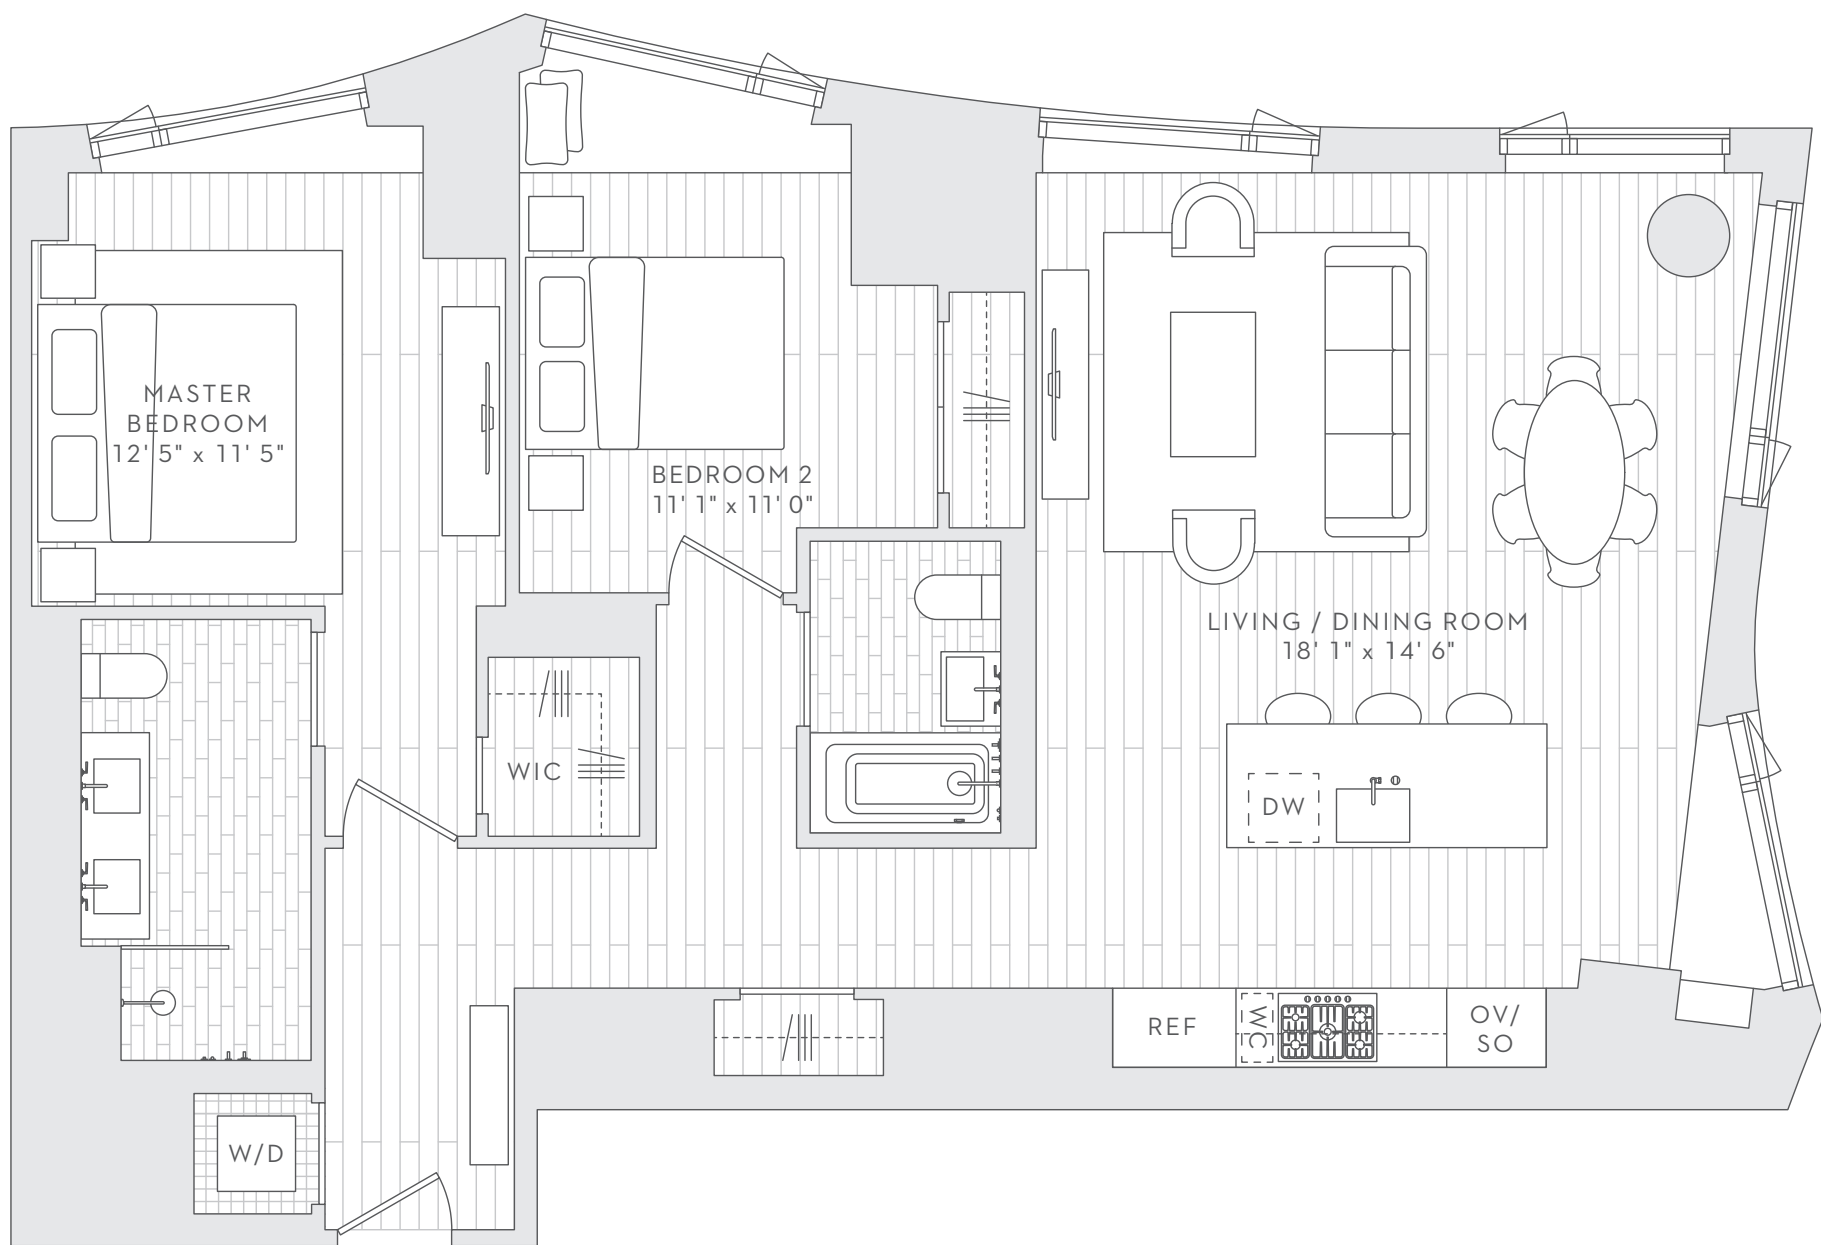 MASTER
BEDROOM
12' 5" x 11' 5"
BEDROOM 2
11' 1" x 11' 0"
LIVING / DINING ROOM
18' 1" x 14' 6"
WIC
DW
REF
WC
OV/
SO
W/D